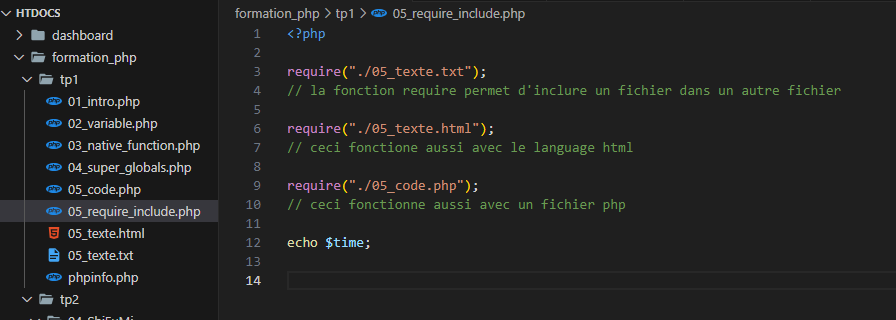 HTDOCS
dashboard
formation_php
tp1
01_intro.php
02_variable.php
03_native_function.php
04_super_globals.php
05_code.php
05_require_include.php
05_texte.html
05_texte.txt
phpinfo.php
tp2
04_ShiFuMi
formation_php > tp1 > 05_require_include.php
1 <?php
2
3 require("./05_texte.txt");
4 // la fonction require permet d'inclure un fichier dans un autre fichier
5
6 require("./05_texte.html");
7 // ceci fonctione aussi avec le language html
8
9 require("./05_code.php");
10 // ceci fonctionne aussi avec un fichier php
11
12 echo $time;
13
14